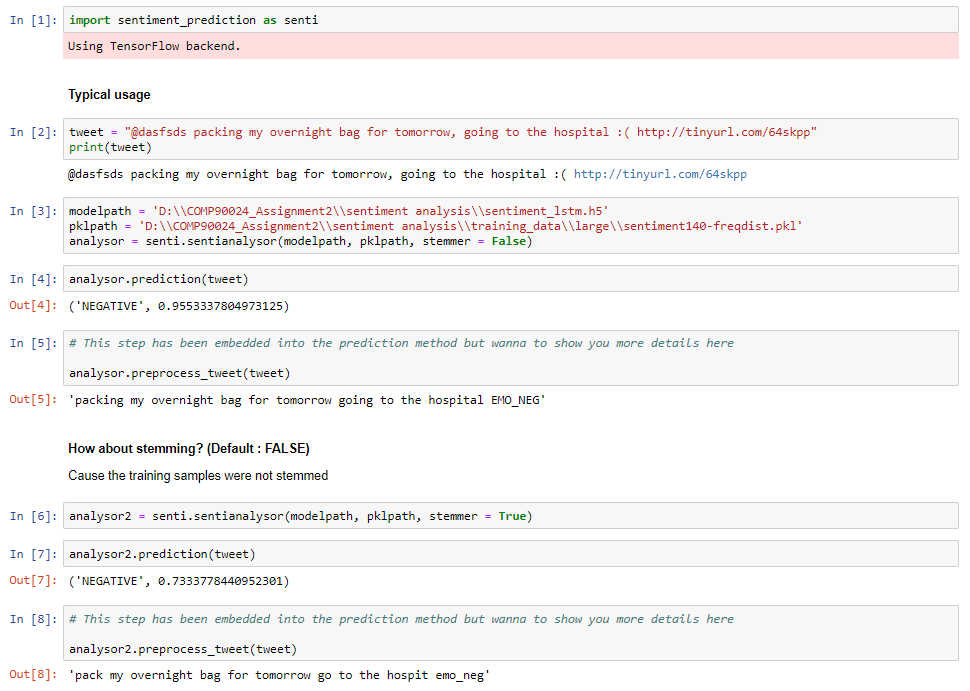 In [1]: import sentiment_prediction as senti
Using TensorFlow backend.
Typical usage
In [2]: tweet = "@dasfsds packing my overnight bag for tomorrow, going to the hospital :( http://tinyurl.com/64skpp"
print(tweet)
@dasfsds packing my overnight bag for tomorrow, going to the hospital :( http://tinyurl.com/64skpp
In [3]: modelpath = 'D:\\COMP90024_Assignment2\\sentiment analysis\\sentiment_lstm.h5'
pklpath = 'D:\\COMP90024_Assignment2\\sentiment analysis\\training_data\\large\\sentiment140-freqdist.pkl'
analysor = senti.sentianalysor(modelpath, pklpath, stemmer = False)
In [4]: analysor.prediction(tweet)
Out[4]: ('NEGATIVE', 0.9553337804973125)
In [5]: # This step has been embedded into the prediction method but wanna to show you more details here
analysor.preprocess_tweet(tweet)
Out[5]: 'packing my overnight bag for tomorrow going to the hospital EMO_NEG'
How about stemming? (Default : FALSE)
Cause the training samples were not stemmed
In [6]: analysor2 = senti.sentianalysor(modelpath, pklpath, stemmer = True)
In [7]: analysor2.prediction(tweet)
Out[7]: ('NEGATIVE', 0.7333778440952301)
In [8]: # This step has been embedded into the prediction method but wanna to show you more details here
analysor2.preprocess_tweet(tweet)
Out[8]: 'pack my overnight bag for tomorrow go to the hospit emo_neg'